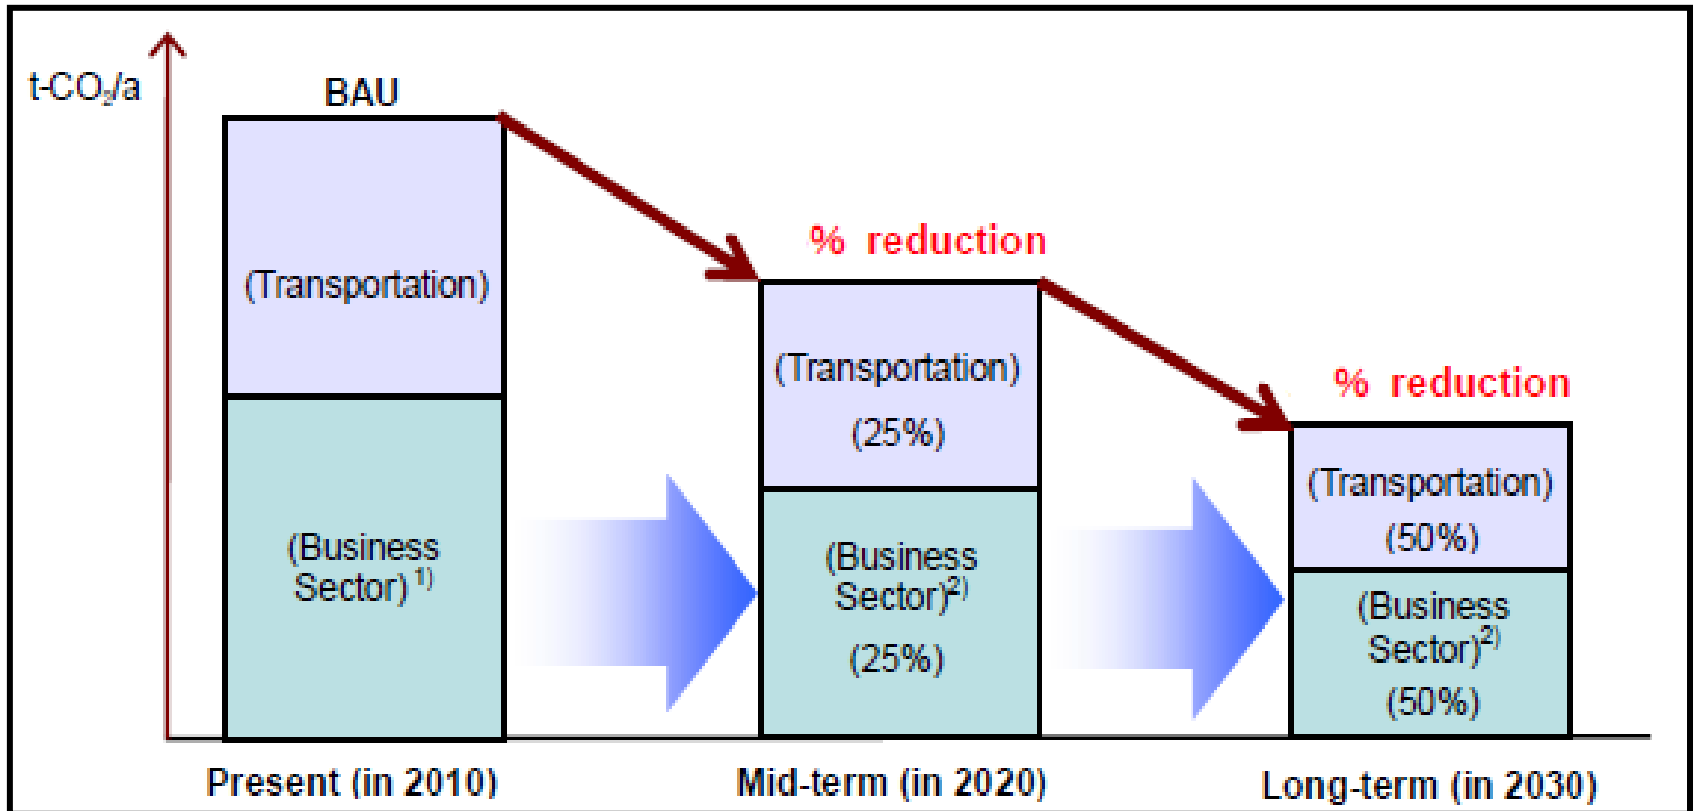 t-CO₂/a
BAU
(Transportation)
(Business
Sector) ¹⁾
Present (in 2010)
% reduction
(Transportation)
(25%)
(Business
Sector)²⁾
(25%)
Mid-term (in 2020)
% reduction
(Transportation)
(50%)
(Business
Sector)²⁾
(50%)
Long-term (in 2030)